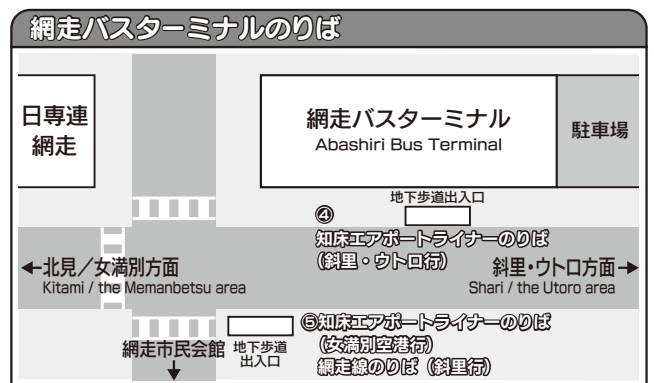 網走バスターミナルのりば
日専連
網走
網走バスターミナル
Abashiri Bus Terminal
駐車場
地下歩道出入口
④
知床エアポートライナーのりば
(斜里・ウトロ行)
←北見／女満別方面
Kitami / the Memanbetsu area
斜里・ウトロ方面→
Shari / the Utoro area
網走市民会館
↓
地下歩道
出入口
⑤知床エアポートライナーのりば
(女満別空港行)
網走線のりば (斜里行)